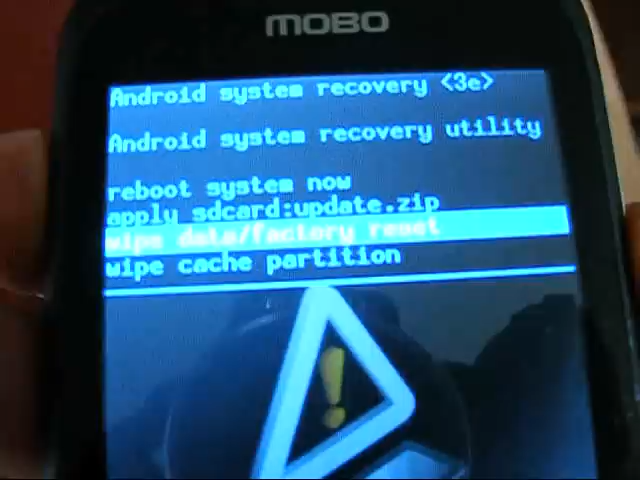 MOBO
Android system recovery <3e>
Android system recovery utility
reboot system now
apply sdcard:update.zip
wipe data/factory reset
wipe cache partition